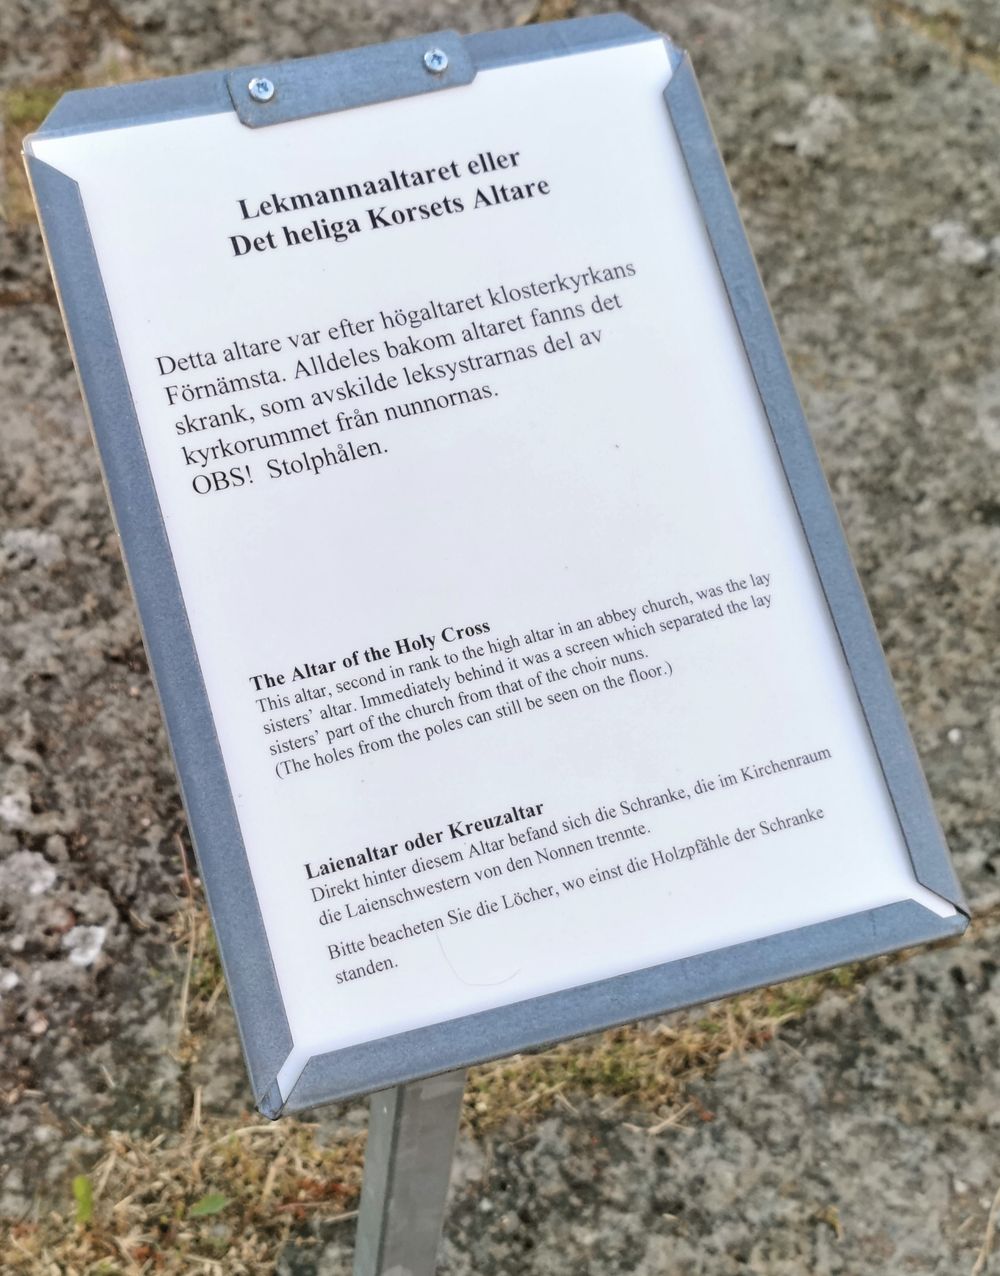 Lekmannaaltaret eller
Det heliga Korsets Altare
Detta altare var efter högaltaret klosterkyrkans
Förnämsta. Alldeles bakom altaret fanns det
skrank, som avskilde leksystrarnas del av
kyrkorummet från nunnornas.
OBS! Stolphålen.
The Altar of the Holy Cross
This altar, second in rank to the high altar in an abbey church, was the lay
sisters' altar. Immediately behind it was a screen which separated the lay
sisters' part of the church from that of the choir nuns.
(The holes from the poles can still be seen on the floor.)
Laienaltar oder Kreuzaltar
Direkt hinter diesem Altar befand sich die Schranke, die im Kirchenraum
die Laienschwestern von den Nonnen trennte.
Bitte beacheten Sie die Löcher, wo einst die Holzpfähle der Schranke
standen.